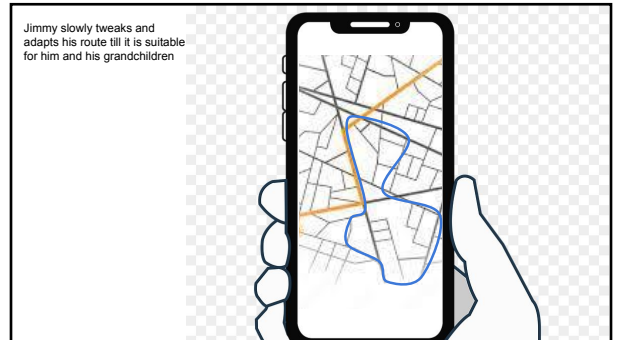 Jimmy slowly tweaks and
adapts his route till it is suitable
for him and his grandchildren